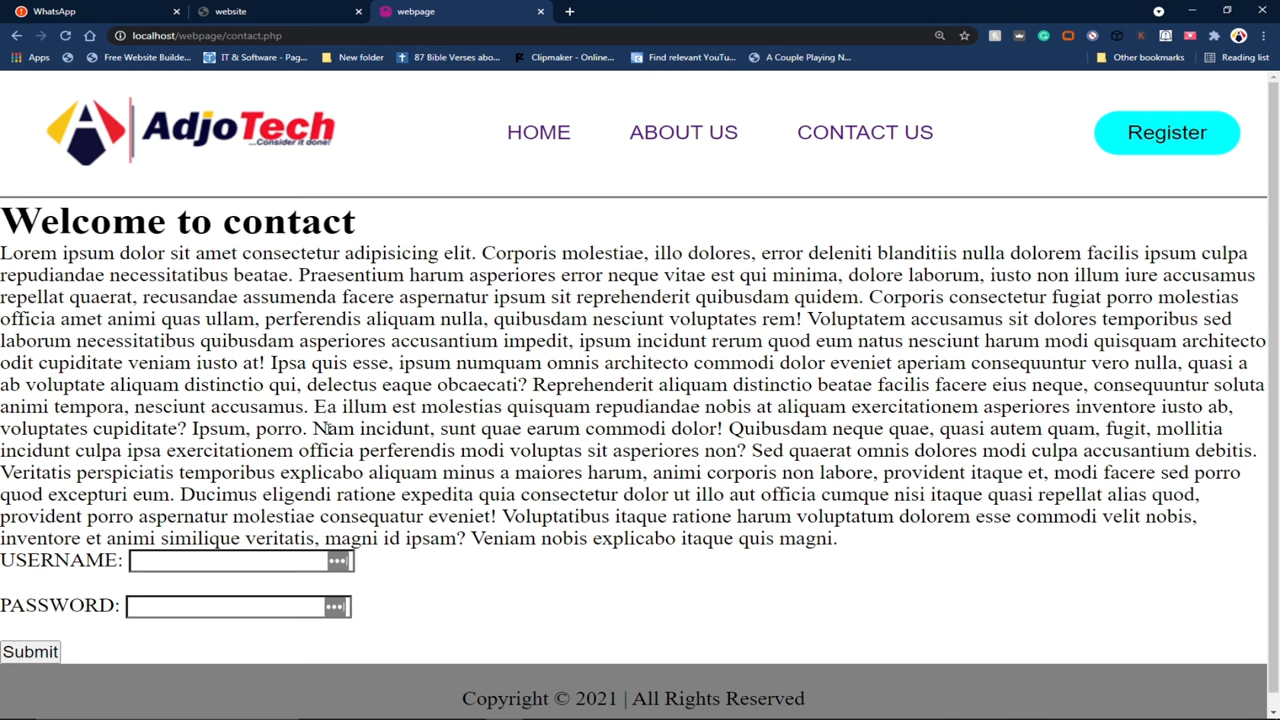 WhatsApp
website
webpage
localhost/webpage/contact.php
Apps
Free Website Builde...
IT & Software - Pag...
New folder
87 Bible Verses abo...
Clipmaker - Online...
Find relevant YouTu...
A Couple Playing N...
Other bookmarks
Reading list
AdjoTech
...Consider it done!
HOME
ABOUT US
CONTACT US
Register
Welcome to contact
Lorem ipsum dolor sit amet consectetur adipisicing elit. Corporis molestiae, illo dolores, error deleniti blanditiis nulla dolorem facilis ipsum culpa
repudiandae necessitatibus beatae. Praesentium harum asperiores error neque vitae est qui minima, dolore laborum, iusto non illum iure accusamus
repellat quaerat, recusandae assumenda facere aspernatur ipsum sit reprehenderit quibusdam quidem. Corporis consectetur fugiat porro molestias
officia amet animi quas ullam, perferendis aliquam nulla, quibusdam nesciunt voluptates rem! Voluptatem accusamus sit dolores temporibus sed
laborum necessitatibus quibusdam asperiores accusantium impedit, ipsum incidunt rerum quod eum natus nesciunt harum modi quisquam architecto
odit cupiditate veniam iusto at! Ipsa quis esse, ipsum numquam omnis architecto commodi dolor eveniet aperiam consequuntur vero nulla, quasi a
ab voluptate aliquam distinctio qui, delectus eaque obcaecati? Reprehenderit aliquam distinctio beatae facilis facere eius neque, consequuntur soluta
animi tempora, nesciunt accusamus. Ea illum est molestias quisquam repudiandae nobis at aliquam exercitationem asperiores inventore iusto ab,
voluptates cupiditate? Ipsum, porro. Nam incidunt, sunt quae earum commodi dolor! Quibusdam neque quae, quasi autem quam, fugit, mollitia
incidunt culpa ipsa exercitationem officia perferendis modi voluptas sit asperiores non? Sed quaerat omnis dolores modi culpa accusantium debitis.
Veritatis perspiciatis temporibus explicabo aliquam minus a maiores harum, animi corporis non labore, provident itaque et, modi facere sed porro
quod excepturi eum. Ducimus eligendi ratione expedita quia consectetur dolor ut illo aut officia cumque nisi itaque quasi repellat alias quod,
provident porro aspernatur molestiae consequatur eveniet! Voluptatibus itaque ratione harum voluptatum dolorem esse commodi velit nobis,
inventore et animi similique veritatis, magni id ipsam? Veniam nobis explicabo itaque quis magni.
USERNAME:
PASSWORD:
Submit
Copyright © 2021 | All Rights Reserved